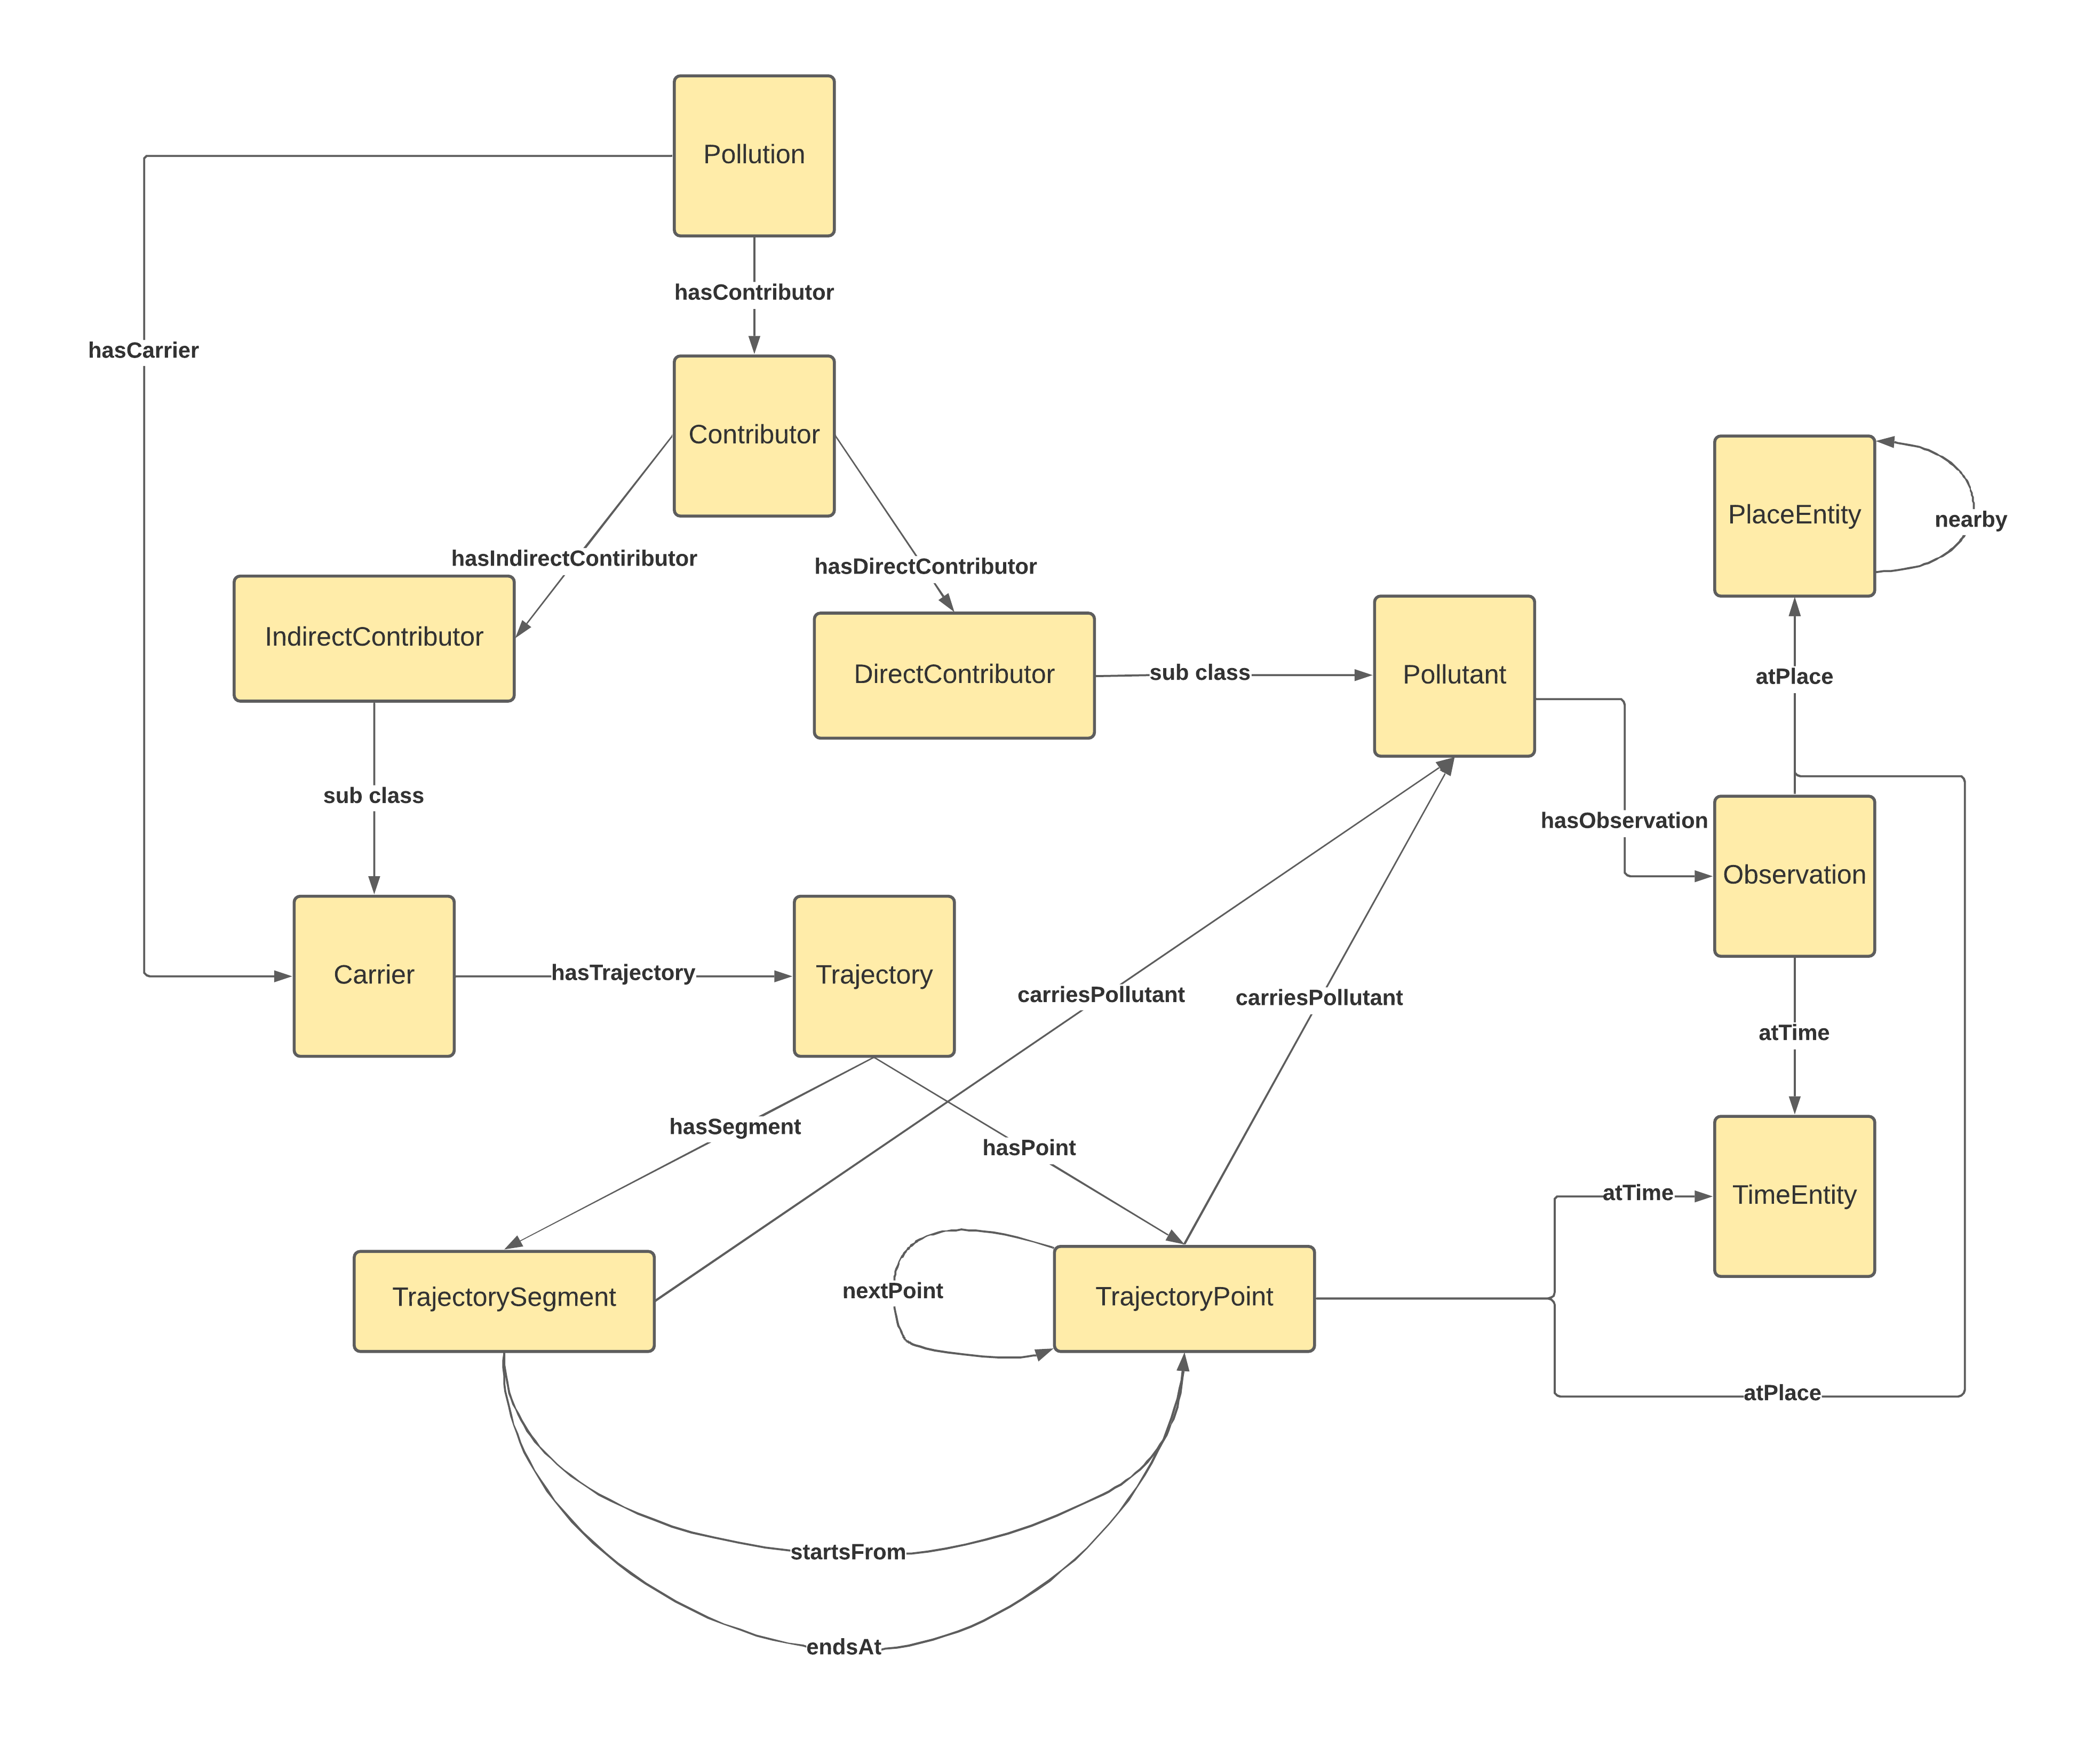 Pollution
hasContributor
hasCarrier
Contributor
PlaceEntity
nearby
hasIndirectContiributor
hasDirectContributor
IndirectContributor
DirectContributor
sub class
Pollutant
atPlace
sub class
hasObservation
Observation
Carrier
hasTrajectory
Trajectory
carriesPollutant
carriesPollutant
atTime
hasSegment
hasPoint
atTime
TimeEntity
nextPoint
TrajectorySegment
TrajectoryPoint
atPlace
startsFrom
endsAt